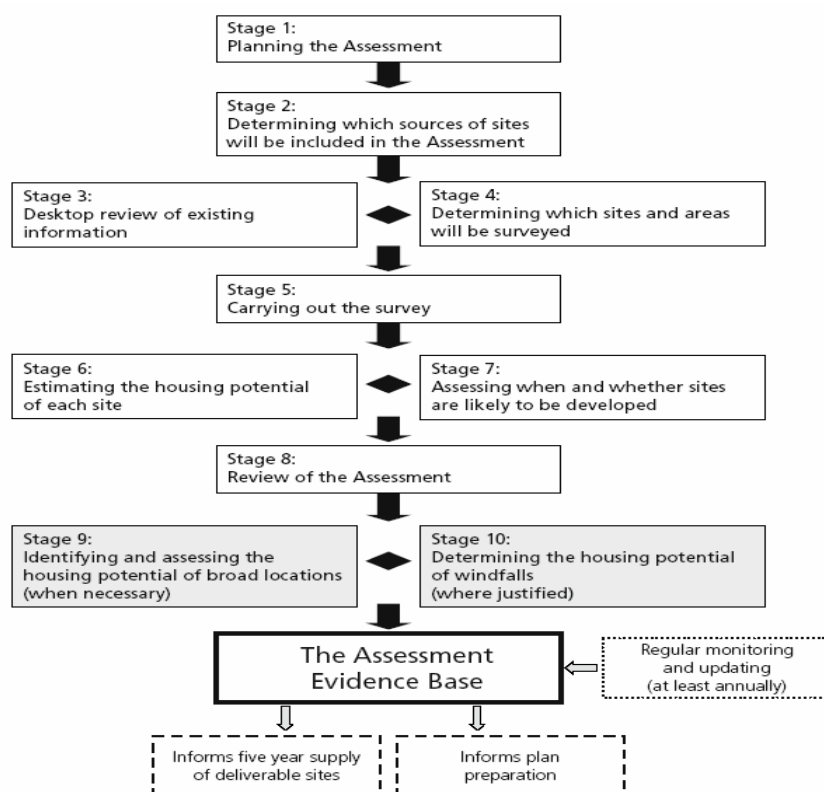 Stage 1:
Planning the Assessment
Stage 2:
Determining which sources of sites
will be included in the Assessment
Stage 3:
Desktop review of existing
information
Stage 4:
Determining which sites and areas
will be surveyed
Stage 5:
Carrying out the survey
Stage 6:
Estimating the housing potential
of each site
Stage 7:
Assessing when and whether sites
are likely to be developed
Stage 8:
Review of the Assessment
Stage 9:
Identifying and assessing the
housing potential of broad locations
(when necessary)
Stage 10:
Determining the housing potential
of windfalls
(where justified)
The Assessment
Evidence Base
Regular monitoring
and updating
(at least annually)
Informs five year supply
of deliverable sites
Informs plan
preparation